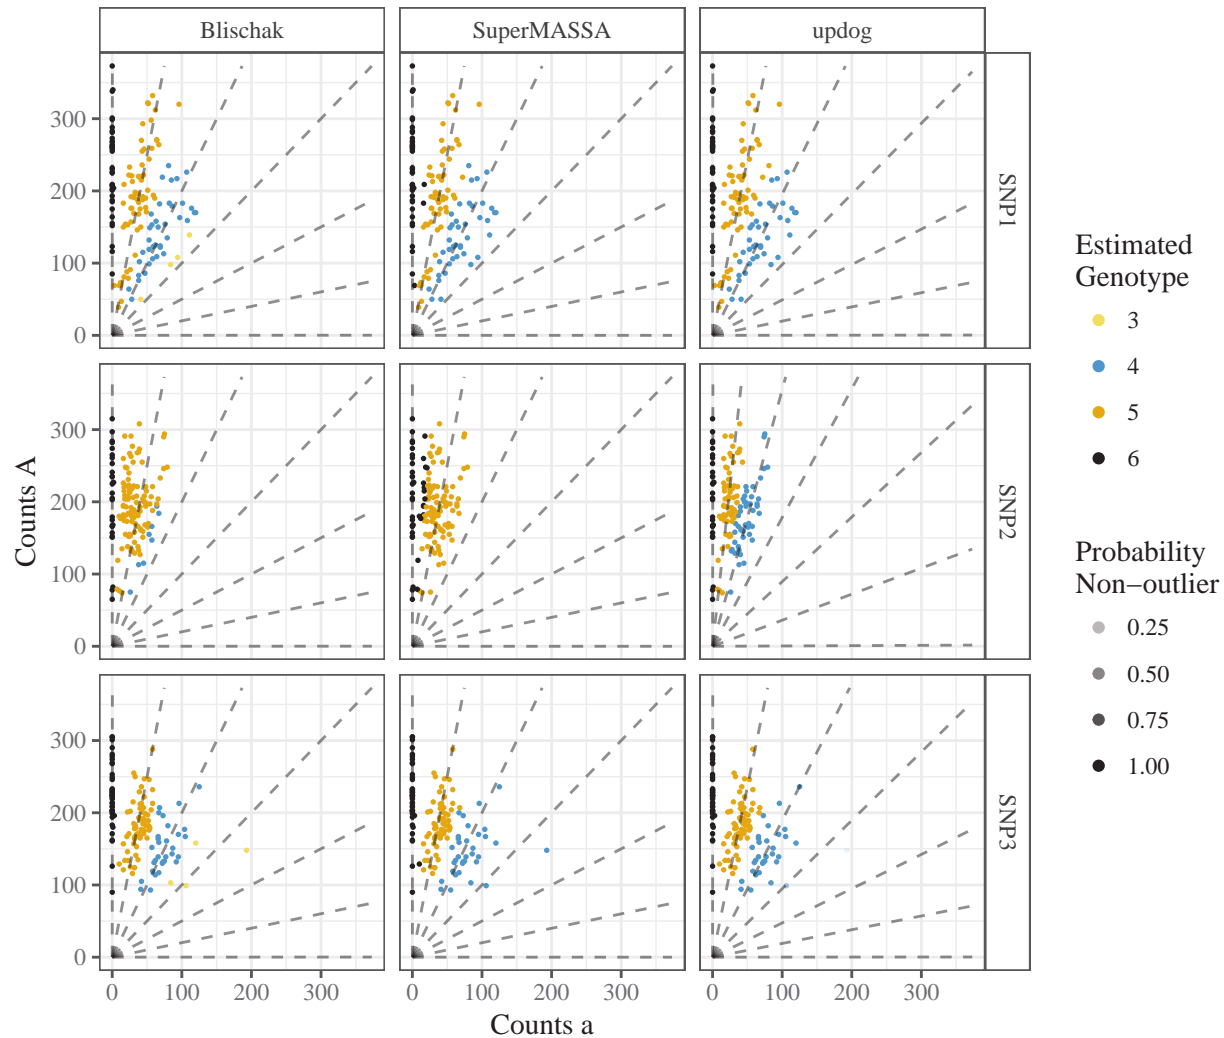 Blischak
SuperMASSA
updog
300
200
100
0
SNP1
300
200
100
0
SNP2
300
200
100
0
SNP3
0 100 200 300
0 100 200 300
0 100 200 300
Counts a
Counts A
Estimated
Genotype
3
4
5
6
Probability
Non−outlier
0.25
0.50
0.75
1.00